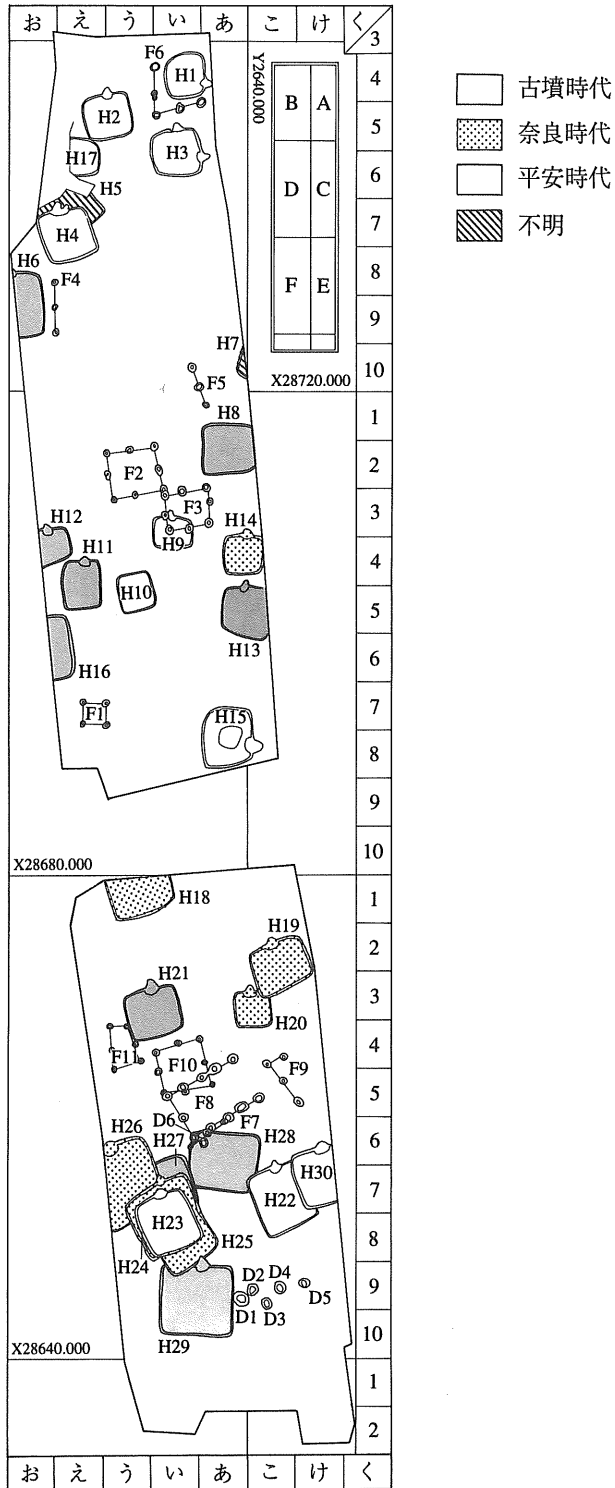 お え う い あ こ け く
3
F6
H1
4
Y2640.000
B A
H2
5
H3
H17
6
H5
D C
H4
7
H6
F4
8
F E
9
H7
10
F5
X28720.000
H8
1
F2
2
F3
3
H12
H14
H9
H11
4
H10
5
H13
H16
6
F1
H15
7
8
9
10
X28680.000
H18
1
H19
2
H21
3
H20
F11
F10
F9
4
F8
5
D6
F7
H26
H27
H28
6
H30
H22
7
H23
H25
8
H24
D2 D4
D5
9
D1 D3
H29
10
X28640.000
1
2
お え う い あ こ け く
古墳時代
奈良時代
平安時代
不明